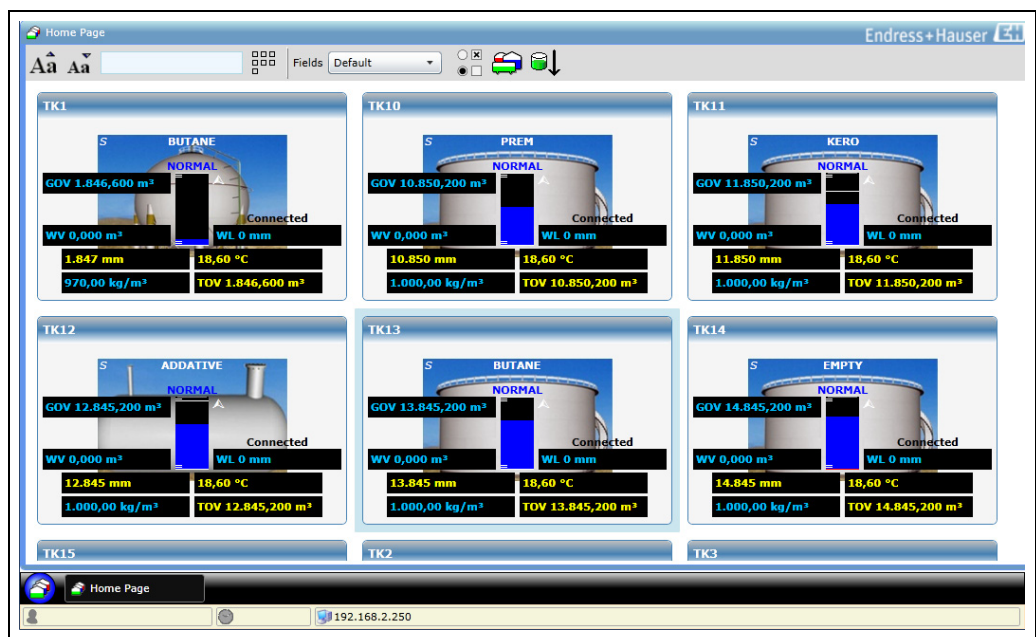 Home Page
Endress+Hauser EH
Aa Aa Fields Default
TK1
S BUTANE
NORMAL
GOV 1.846,600 m³
Connected
WV 0,000 m³ WL 0 mm
1.847 mm 18,60 °C
970,00 kg/m³ TOV 1.846,600 m³
TK10
S PREM
NORMAL
GOV 10.850,200 m³
Connected
WV 0,000 m³ WL 0 mm
10.850 mm 18,60 °C
1.000,00 kg/m³ TOV 10.850,200 m³
TK11
S KERO
NORMAL
GOV 11.850,200 m³
Connected
WV 0,000 m³ WL 0 mm
11.850 mm 18,60 °C
1.000,00 kg/m³ TOV 11.850,200 m³
TK12
S ADDATIVE
NORMAL
GOV 12.845,200 m³
Connected
WV 0,000 m³ WL 0 mm
12.845 mm 18,60 °C
1.000,00 kg/m³ TOV 12.845,200 m³
TK13
S BUTANE
NORMAL
GOV 13.845,200 m³
Connected
WV 0,000 m³ WL 0 mm
13.845 mm 18,60 °C
1.000,00 kg/m³ TOV 13.845,200 m³
TK14
S EMPTY
NORMAL
GOV 14.845,200 m³
Connected
WV 0,000 m³ WL 0 mm
14.845 mm 18,60 °C
1.000,00 kg/m³ TOV 14.845,200 m³
TK15
TK2
TK3
Home Page
192.168.2.250